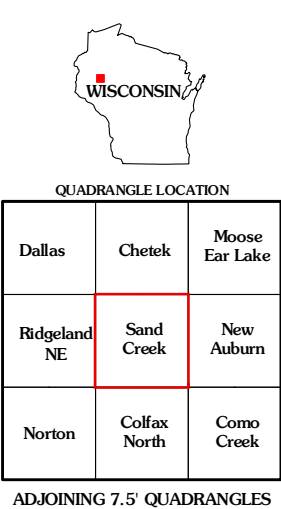 WISCONSIN
QUADRANGLE LOCATION
Dallas
Chetek
Moose
Ear Lake
Ridgeland
NE
Sand
Creek
New
Auburn
Norton
Colfax
North
Como
Creek
ADJOINING 7.5' QUADRANGLES